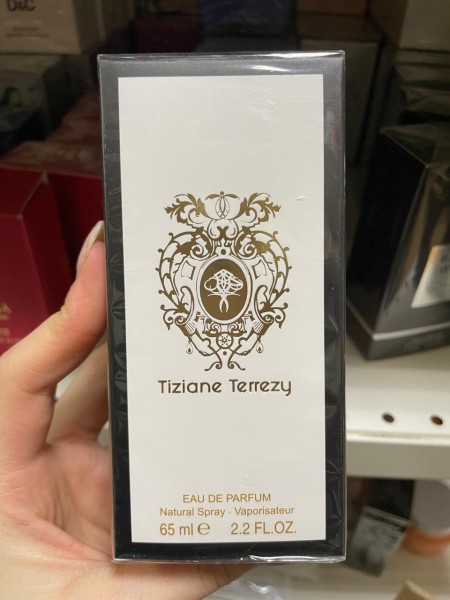 D&C
Tiziane Terrezy
EAU DE PARFUM
Natural Spray - Vaporisateur
65 ml e 2.2 FL.OZ.